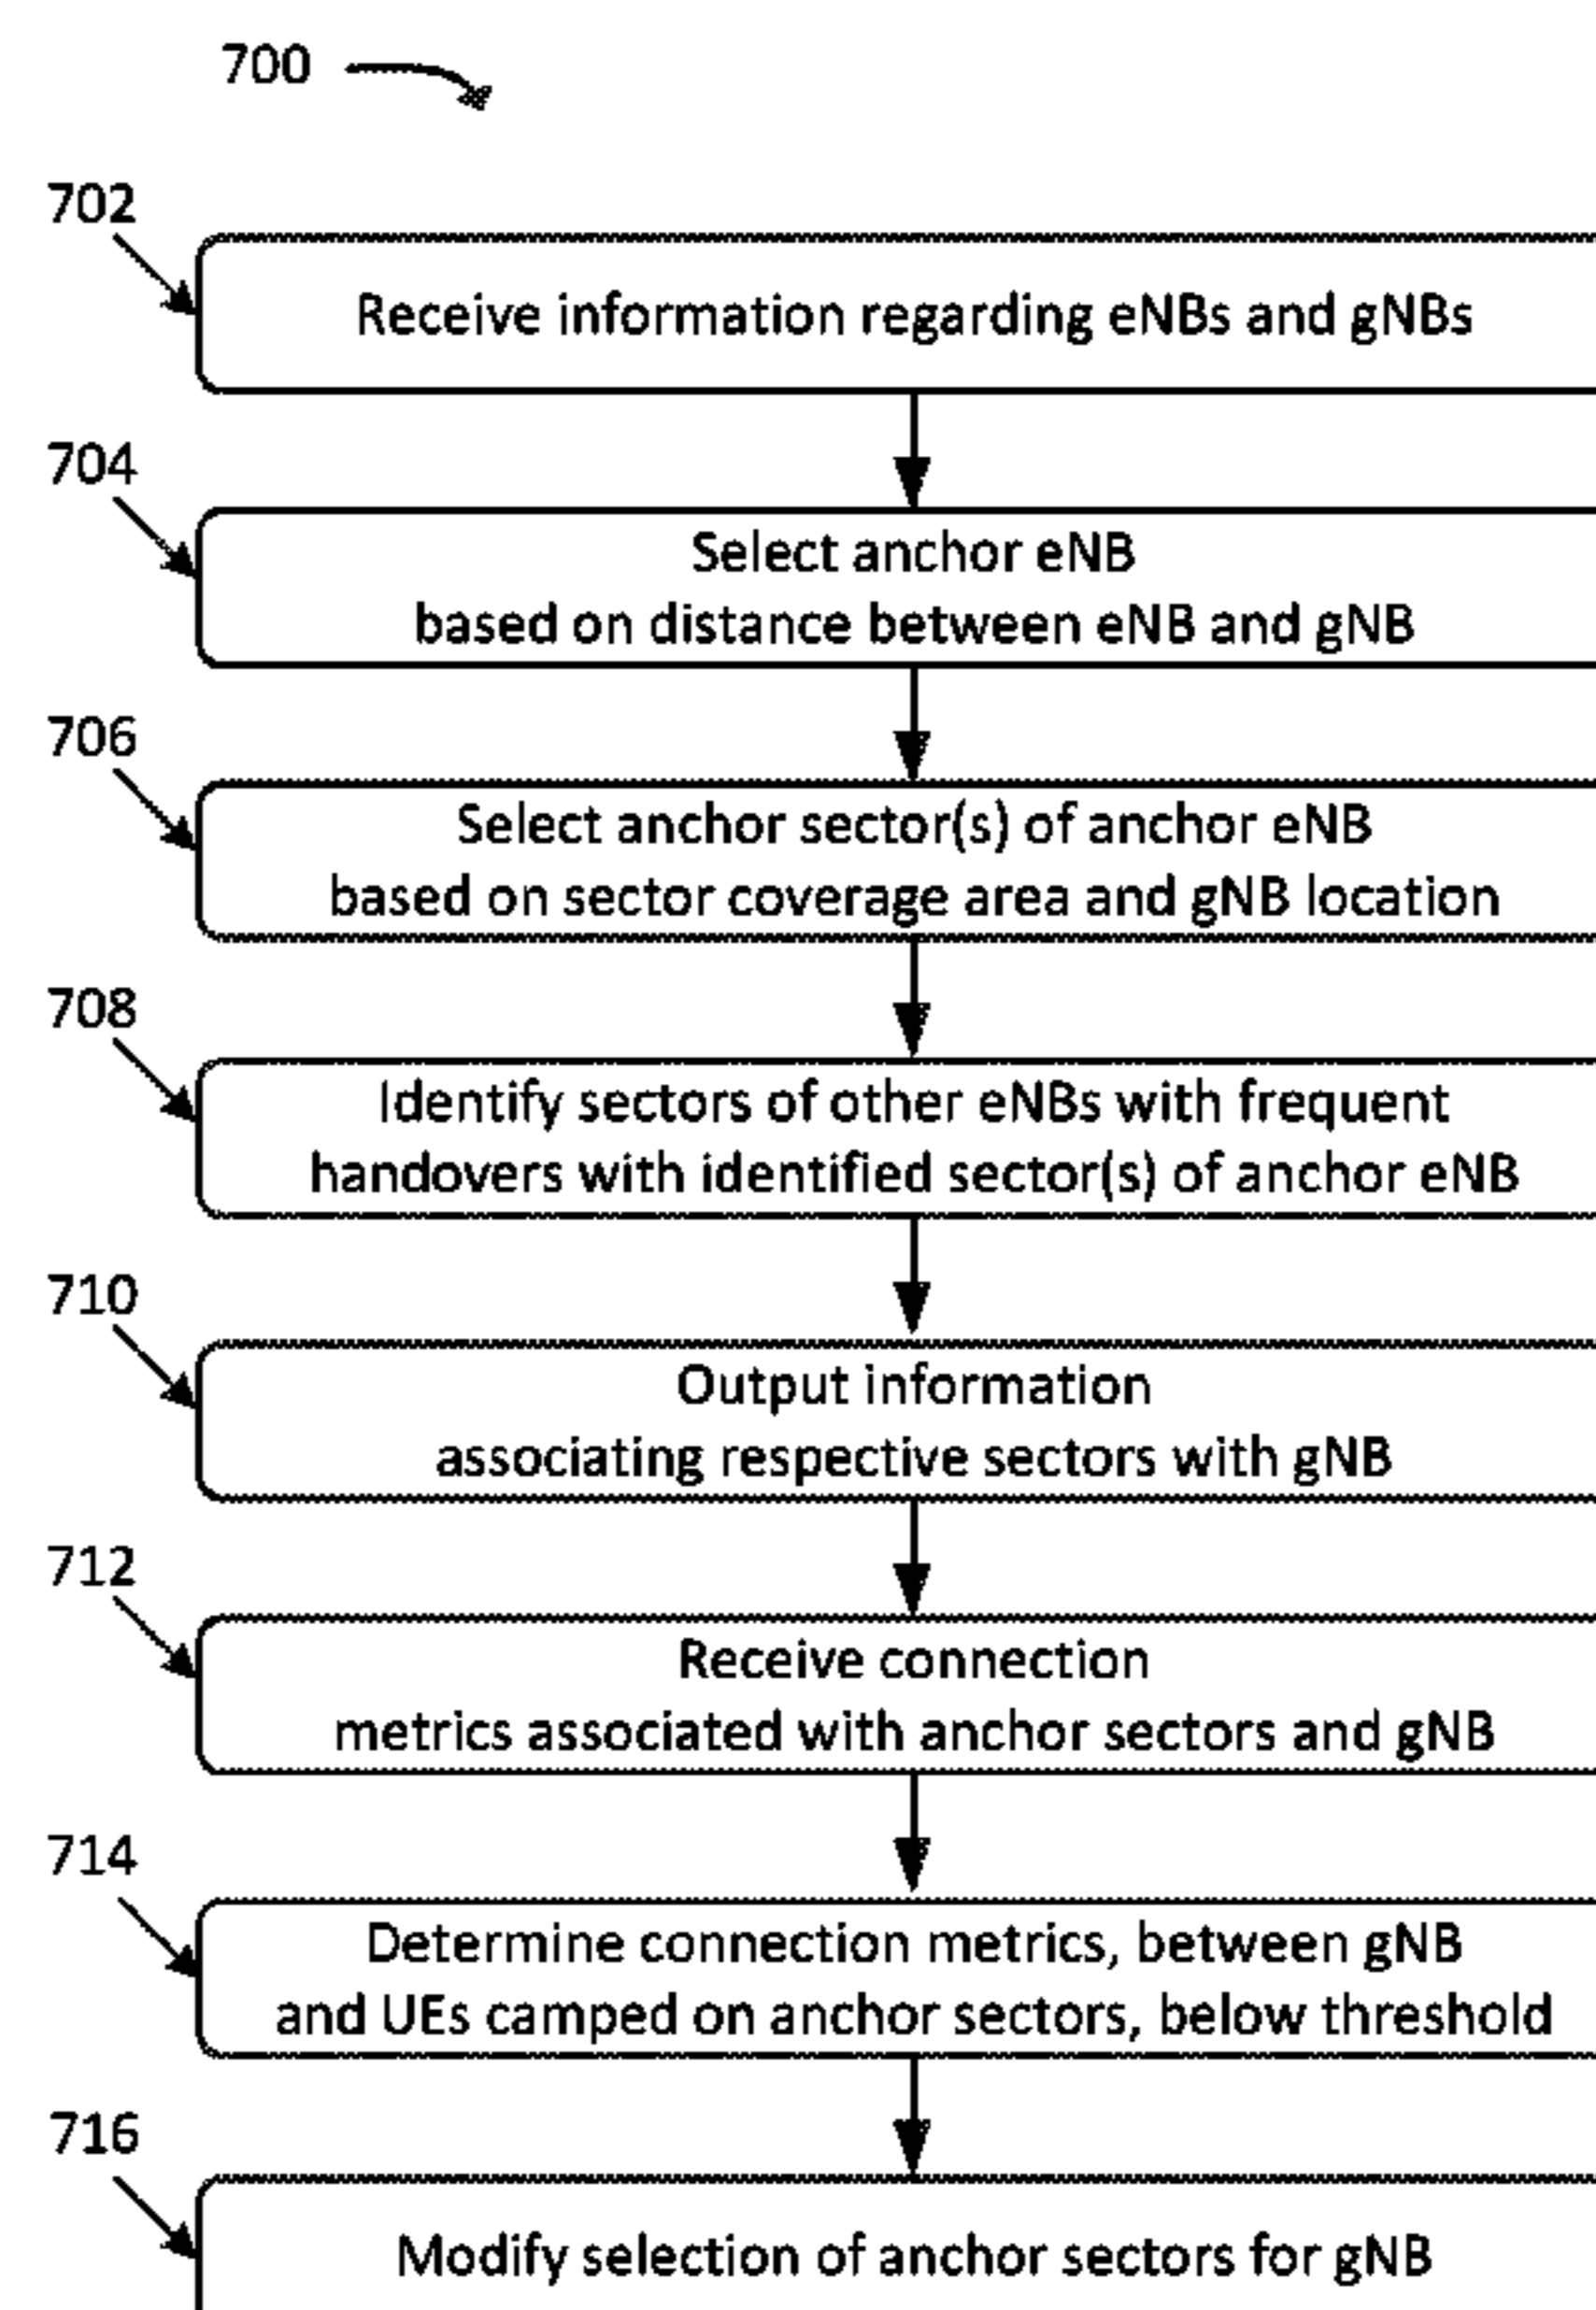 700
702
Receive information regarding eNBs and gNBs
704
Select anchor eNB
based on distance between eNB and gNB
706
Select anchor sector(s) of anchor eNB
based on sector coverage area and gNB location
708
Identify sectors of other eNBs with frequent
handovers with identified sector(s) of anchor eNB
710
Output information
associating respective sectors with gNB
712
Receive connection
metrics associated with anchor sectors and gNB
714
Determine connection metrics, between gNB
and UEs camped on anchor sectors, below threshold
716
Modify selection of anchor sectors for gNB